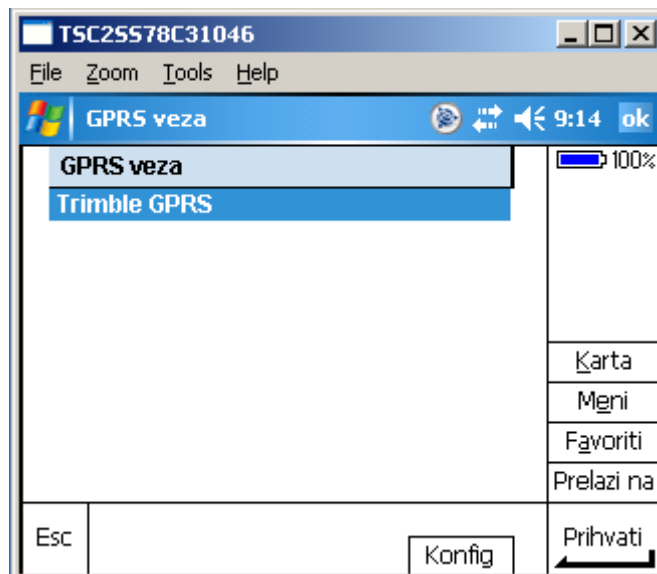 TSC2SS78C31046
File Zoom Tools Help
GPRS veza 9:14 ok
GPRS veza 100%
Trimble GPRS
Karta
Meni
Favoriti
Prelazi na
Esc Konfig Prihvati